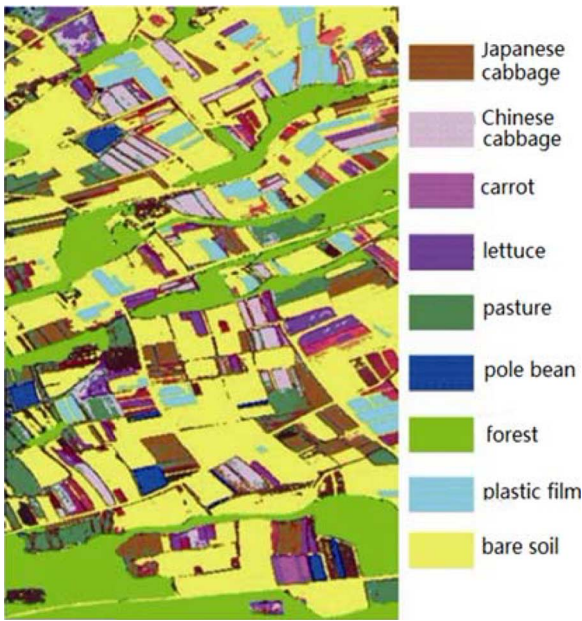 Japanese
cabbage
Chinese
cabbage
carrot
lettuce
pasture
pole bean
forest
plastic film
bare soil